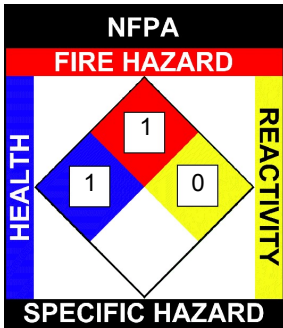 NFPA
FIRE HAZARD
HEALTH
1
1
0
REACTIVITY
SPECIFIC HAZARD